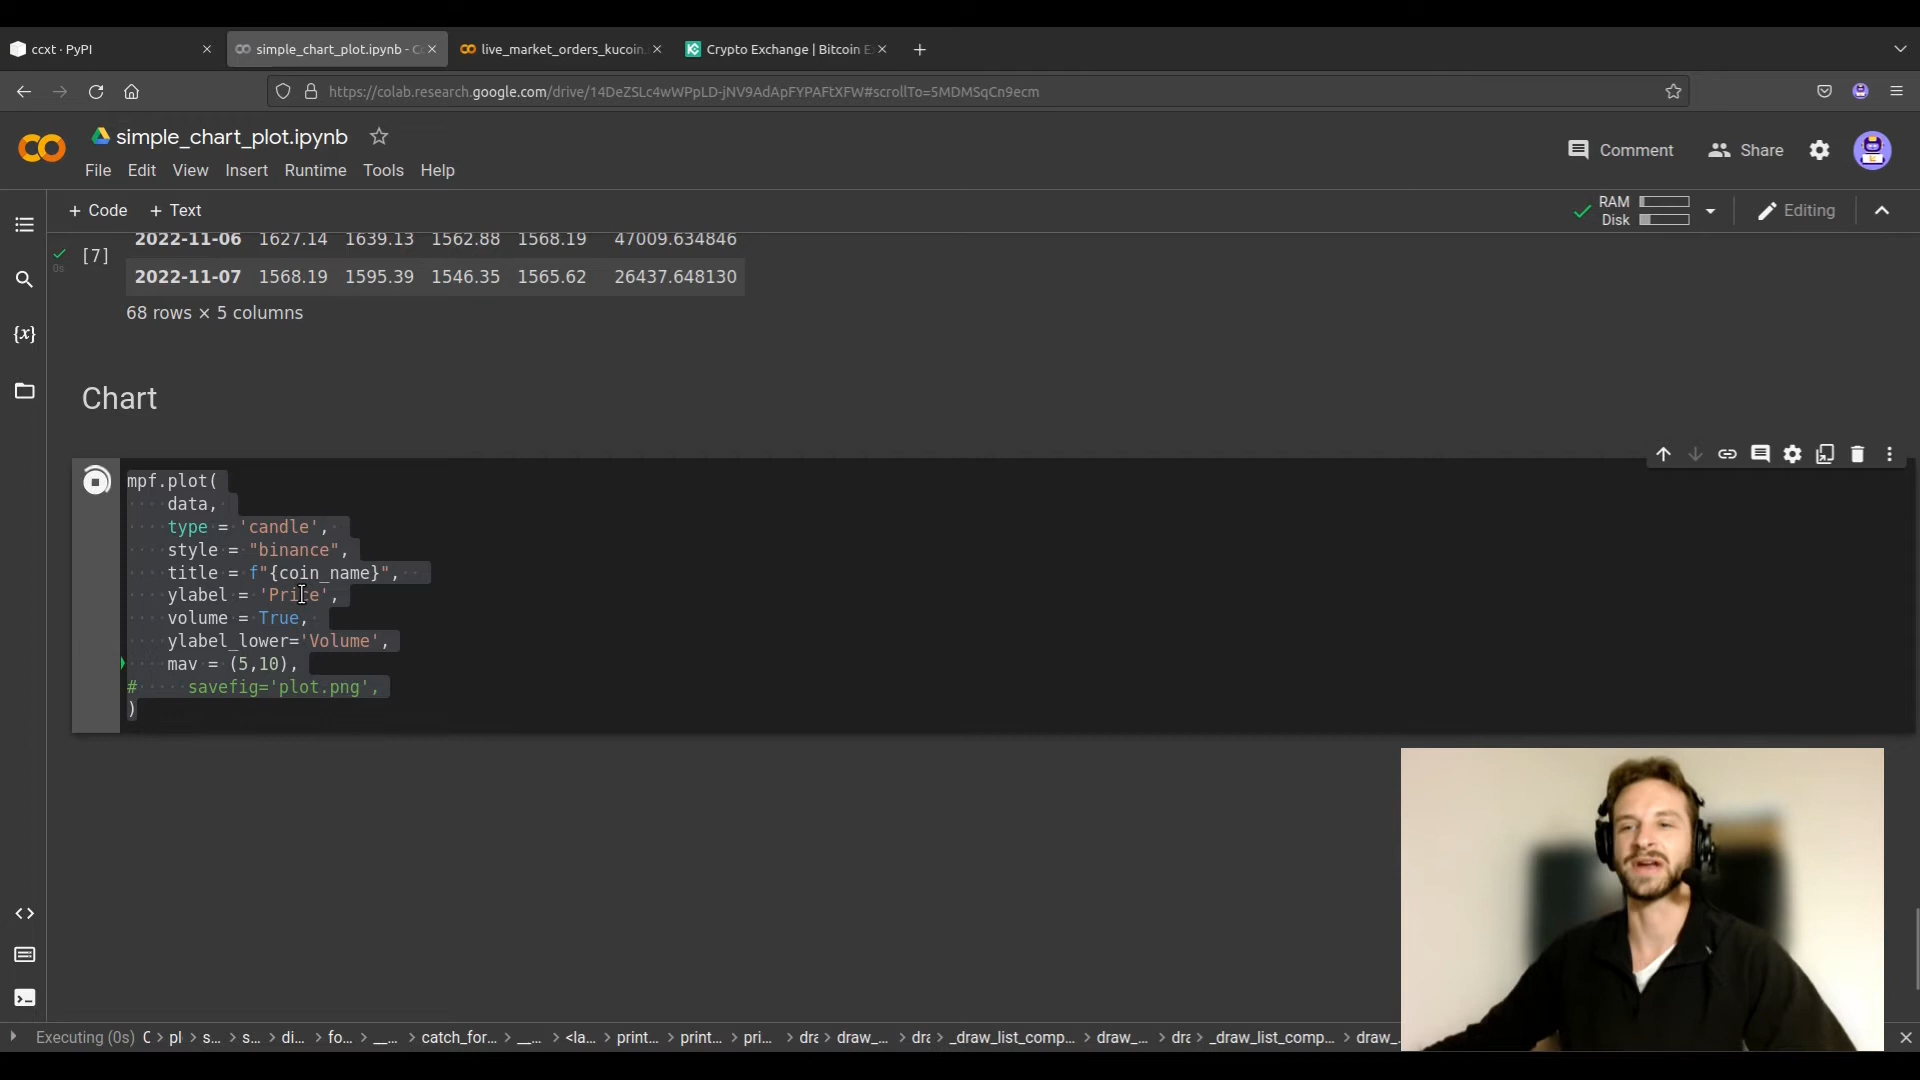 ccxt · PyPI
simple_chart_plot.ipynb - C
live_market_orders_kucoin
Crypto Exchange | Bitcoin E
https://colab.research.google.com/drive/14DeZSLc4wWPpLD-jNV9AdApFYPAFtXFW#scrollTo=5MDMSqCn9ecm
simple_chart_plot.ipynb
Comment
Share
File Edit View Insert Runtime Tools Help
+ Code + Text
RAM
Disk
Editing
2022-11-06 1627.14 1639.13 1562.88 1568.19 47009.634846
[7]
0s
2022-11-07 1568.19 1595.39 1546.35 1565.62 26437.648130
68 rows × 5 columns
{x}
Chart
mpf.plot(
data,
type = 'candle',
style = "binance",
title = f"{coin_name}",
ylabel = 'Price',
volume = True,
ylabel_lower='Volume',
mav = (5,10),
# savefig='plot.png',
)
Executing (0s) C > pl > s... > s... > di... > fo... > __... > catch_for... > __... > <la... > print... > print... > pri... > dra > draw_... > dra > _draw_list_comp... > draw_... > dra > _draw_list_comp... > draw_...